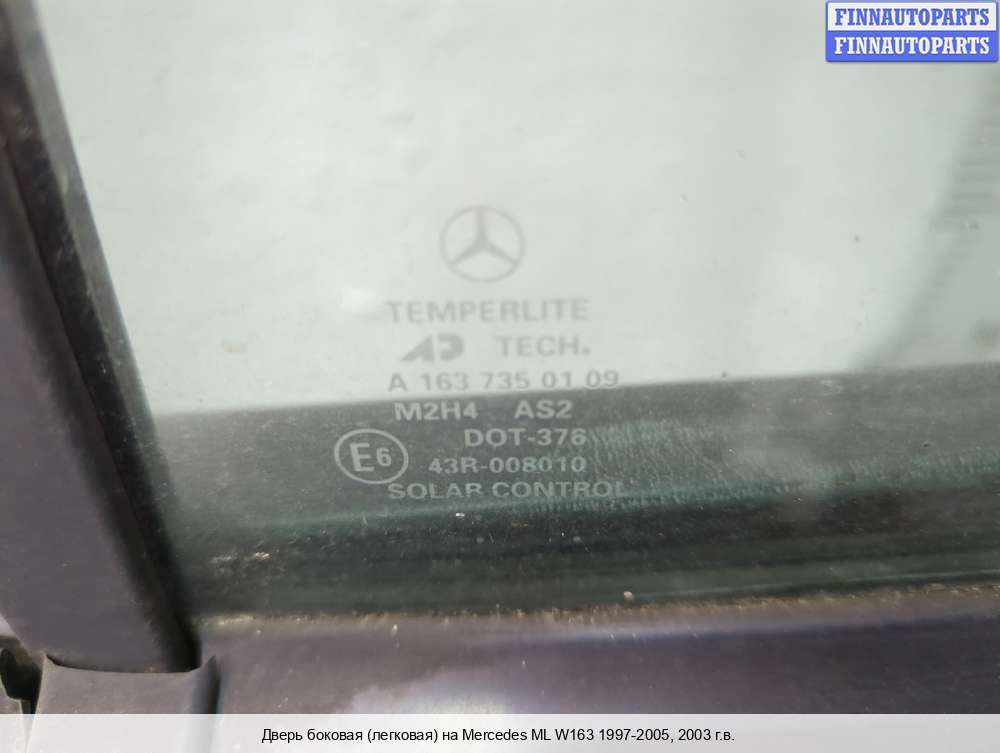 FINNAUTOPARTS
FINNAUTOPARTS
TEMPERLITE
AP TECH.
A 163 735 01 09
M2H4 AS2
DOT-376
E6 43R-008010
SOLAR CONTROL
Дверь боковая (легковая) на Mercedes ML W163 1997-2005, 2003 г.в.